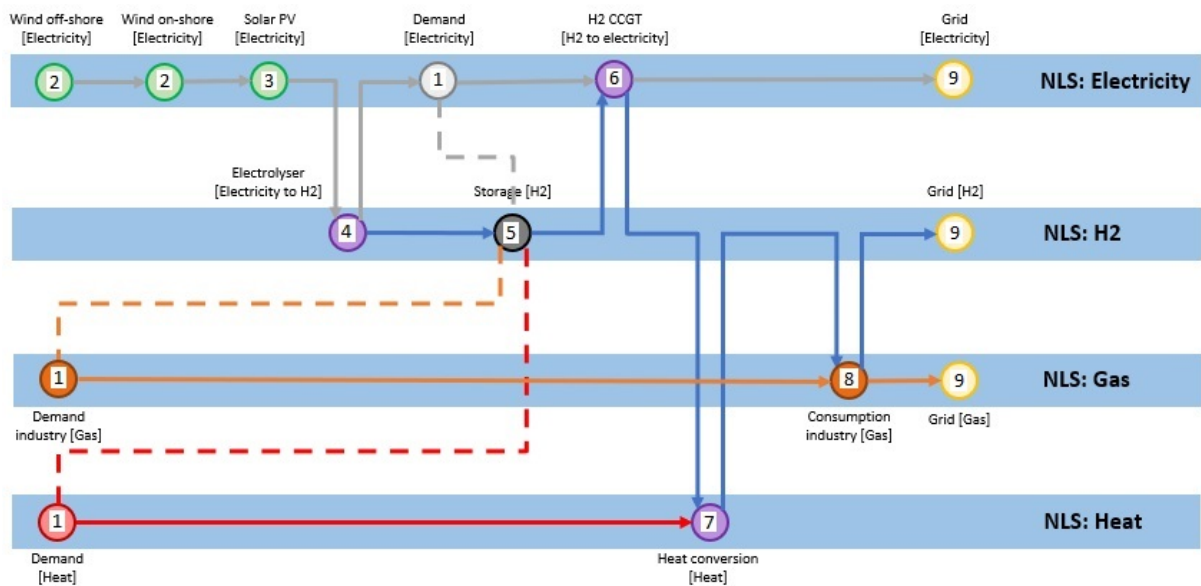 Wind off-shore
[Electricity]
Wind on-shore
[Electricity]
Solar PV
[Electricity]
Demand
[Electricity]
H2 CCGT
[H2 to electricity]
Grid
[Electricity]
2
2
3
1
6
9
NLS: Electricity
Electrolyser
[Electricity to H2]
Storage [H2]
Grid [H2]
4
5
9
NLS: H2
1
8
9
NLS: Gas
Demand
industry [Gas]
Consumption
industry [Gas]
Grid [Gas]
1
7
NLS: Heat
Demand
[Heat]
Heat conversion
[Heat]